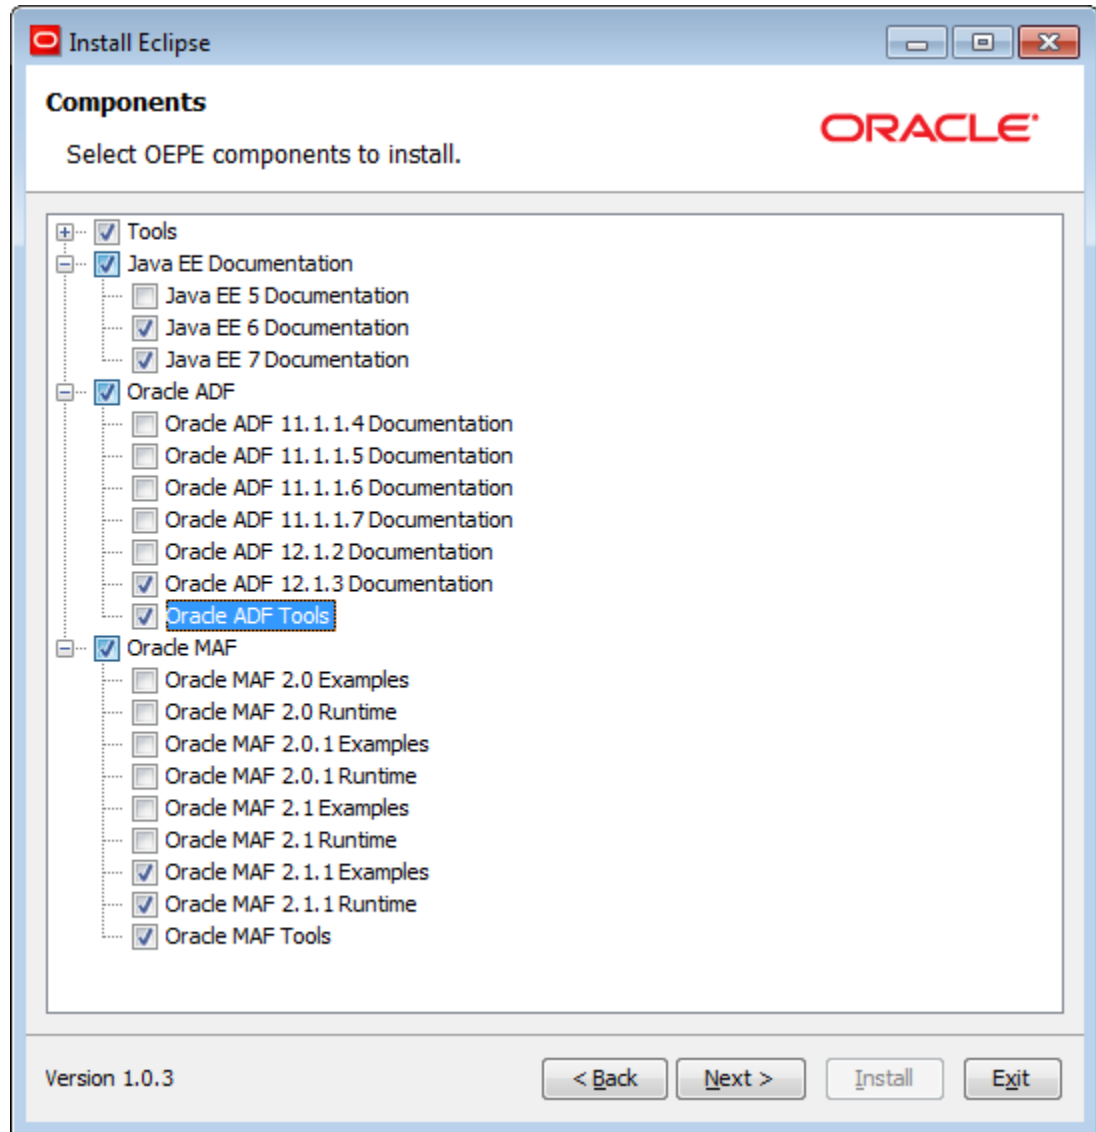 Install Eclipse
Components
ORACLE
Select OEPE components to install.
Tools
Java EE Documentation
Java EE 5 Documentation
Java EE 6 Documentation
Java EE 7 Documentation
Oracle ADF
Oracle ADF 11.1.1.4 Documentation
Oracle ADF 11.1.1.5 Documentation
Oracle ADF 11.1.1.6 Documentation
Oracle ADF 11.1.1.7 Documentation
Oracle ADF 12.1.2 Documentation
Oracle ADF 12.1.3 Documentation
Oracle ADF Tools
Oracle MAF
Oracle MAF 2.0 Examples
Oracle MAF 2.0 Runtime
Oracle MAF 2.0.1 Examples
Oracle MAF 2.0.1 Runtime
Oracle MAF 2.1 Examples
Oracle MAF 2.1 Runtime
Oracle MAF 2.1.1 Examples
Oracle MAF 2.1.1 Runtime
Oracle MAF Tools
Version 1.0.3
< Back
Next >
Install
Exit